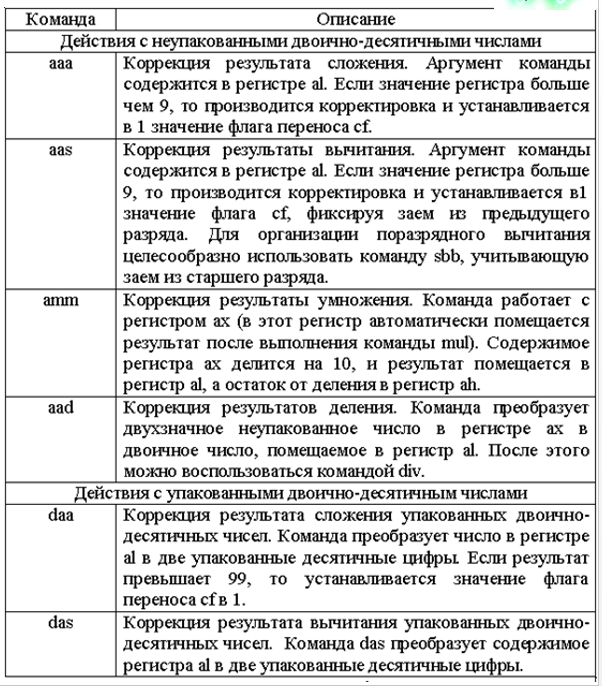 Команда Описание
Действия с неупакованными двоично-десятичными числами
aaa Коррекция результата сложения. Аргумент команды
содержится в регистре al. Если значение регистра больше
чем 9, то производится корректировка и устанавливается
в 1 значение флага переноса cf.
aas Коррекция результаты вычитания. Аргумент команды
содержится в регистре al. Если значение регистра больше
9, то производится корректировка и устанавливается в1
значение флага cf, фиксируя заем из предыдущего
разряда. Для организации поразрядного вычитания
целесообразно использовать команду sbb, учитывающую
заем из старшего разряда.
amm Коррекция результаты умножения. Команда работает с
регистром ax (в этот регистр автоматически помещается
результат после выполнения команды mul). Содержимое
регистра ax делится на 10, и результат помещается в
регистр al, а остаток от деления в регистр ah.
aad Коррекция результатов деления. Команда преобразует
двухзначное неупакованное число в регистре ax в
двоичное число, помещаемое в регистр al. После этого
можно воспользоваться командой div.
Действия с упакованными двоично-десятичным числами
daa Коррекция результата сложения упакованных двоично-
десятичных чисел. Команда преобразует число в регистре
al в две упакованные десятичные цифры. Если результат
превышает 99, то устанавливается значение флага
переноса cf в 1.
das Коррекция результата вычитания упакованных двоично-
десятичных чисел. Команда das преобразует содержимое
регистра al в две упакованные десятичные цифры.